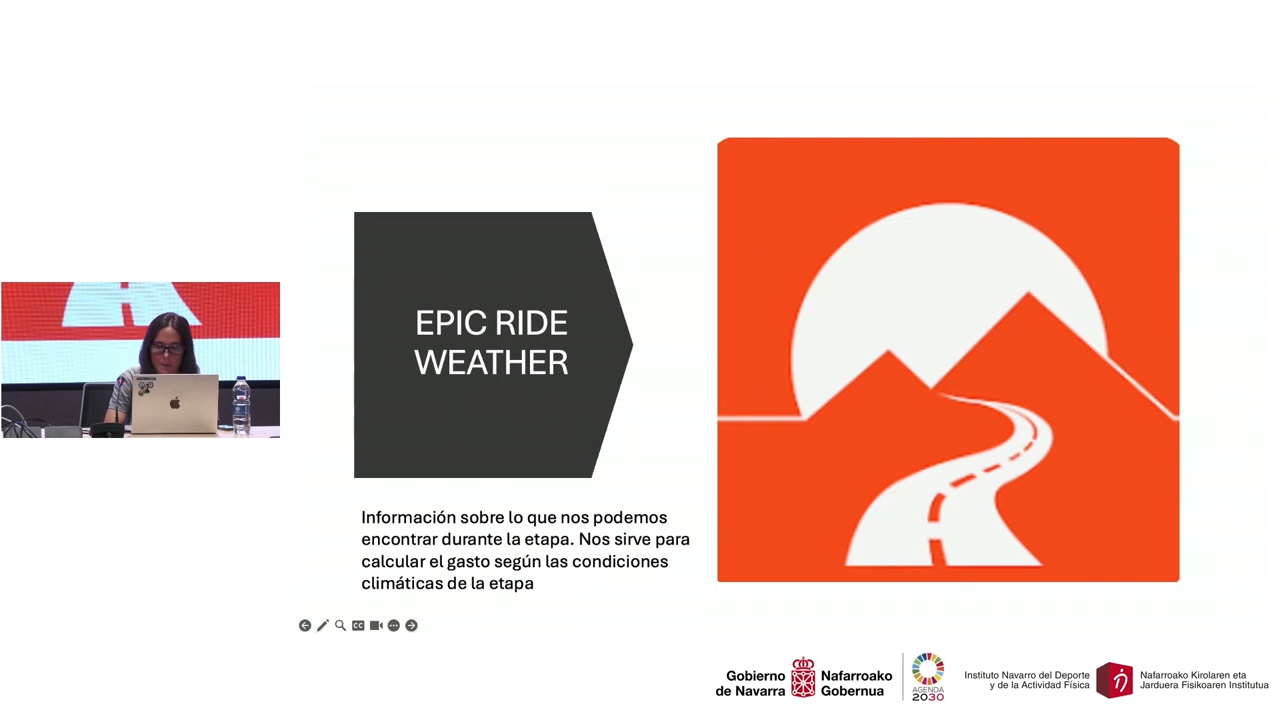 EPIC RIDE
WEATHER
Información sobre lo que nos podemos
encontrar durante la etapa. Nos sirve para
calcular el gasto según las condiciones
climáticas de la etapa
CC
Gobierno
de Navarra
Nafarroako
Gobernua
AGENDA
2030
Instituto Navarro del Deporte
y de la Actividad Física
Nafarroako Kirolaren eta
Jarduera Fisikoaren Institutua